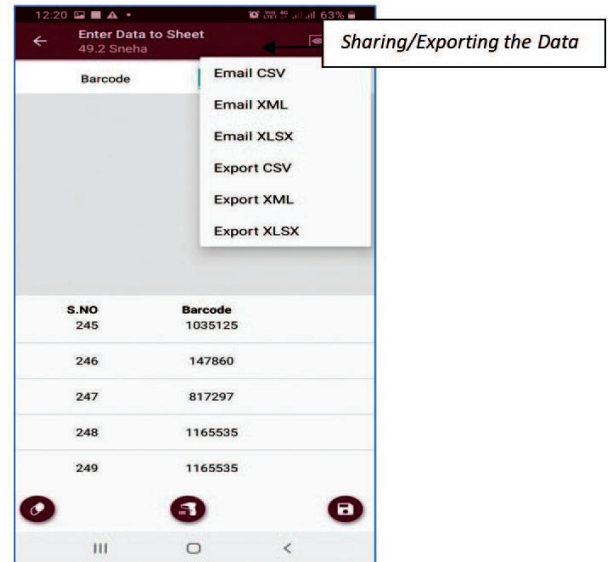 12:20
63%
Enter Data to Sheet
49.2 Sneha
Sharing/Exporting the Data
Barcode
Email CSV
Email XML
Email XLSX
Export CSV
Export XML
Export XLSX
S.NO Barcode
245 1035125
246 147860
247 817297
248 1165535
249 1165535